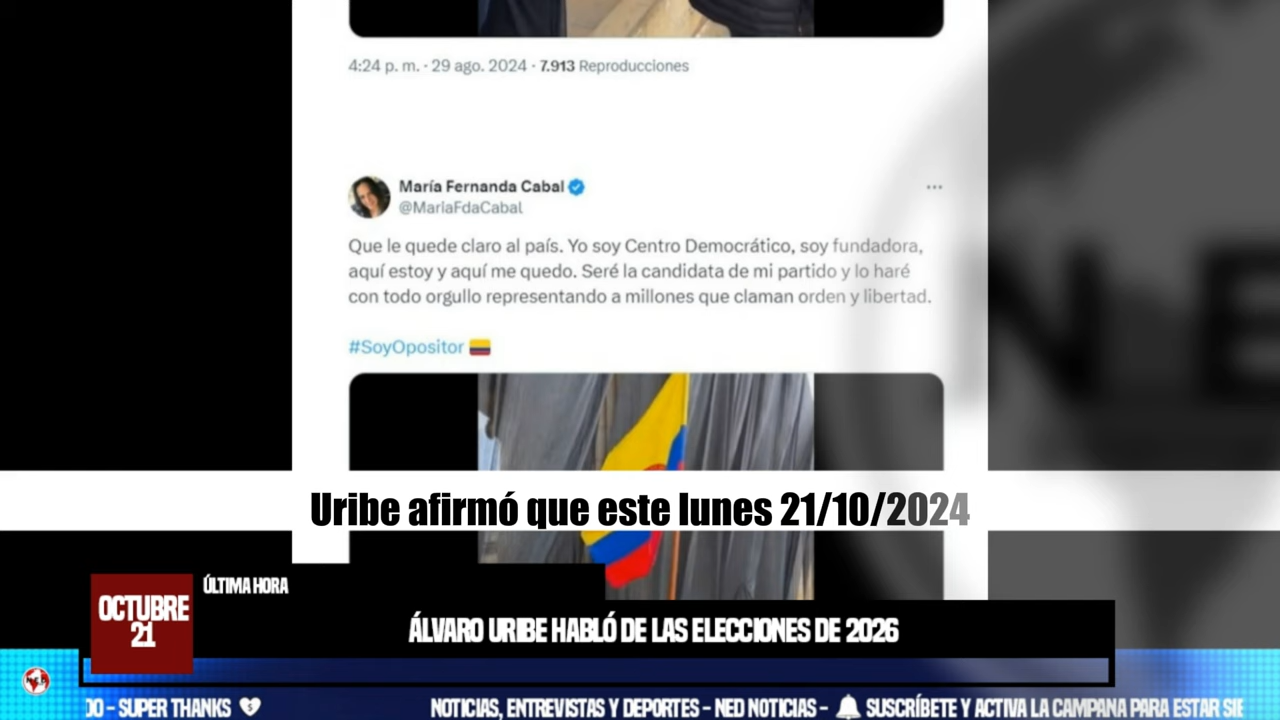 4:24 p. m. · 29 ago. 2024 · 7.913 Reproducciones
María Fernanda Cabal
@MariaFdaCabal
Que le quede claro al país. Yo soy Centro Democrático, soy fundadora,
aquí estoy y aquí me quedo. Seré la candidata de mi partido y lo haré
con todo orgullo representando a millones que claman orden y libertad.
#SoyOpositor
N E
Uribe afirmó que este lunes 21/10/2024
ÚLTIMA HORA
OCTUBRE
21
ÁLVARO URIBE HABLÓ DE LAS ELECCIONES DE 2026
DO - SUPER THANKS
NOTICIAS, ENTREVISTAS Y DEPORTES - NED NOTICIAS -
SUSCRÍBETE Y ACTIVA LA CAMPANA PARA ESTAR SIE